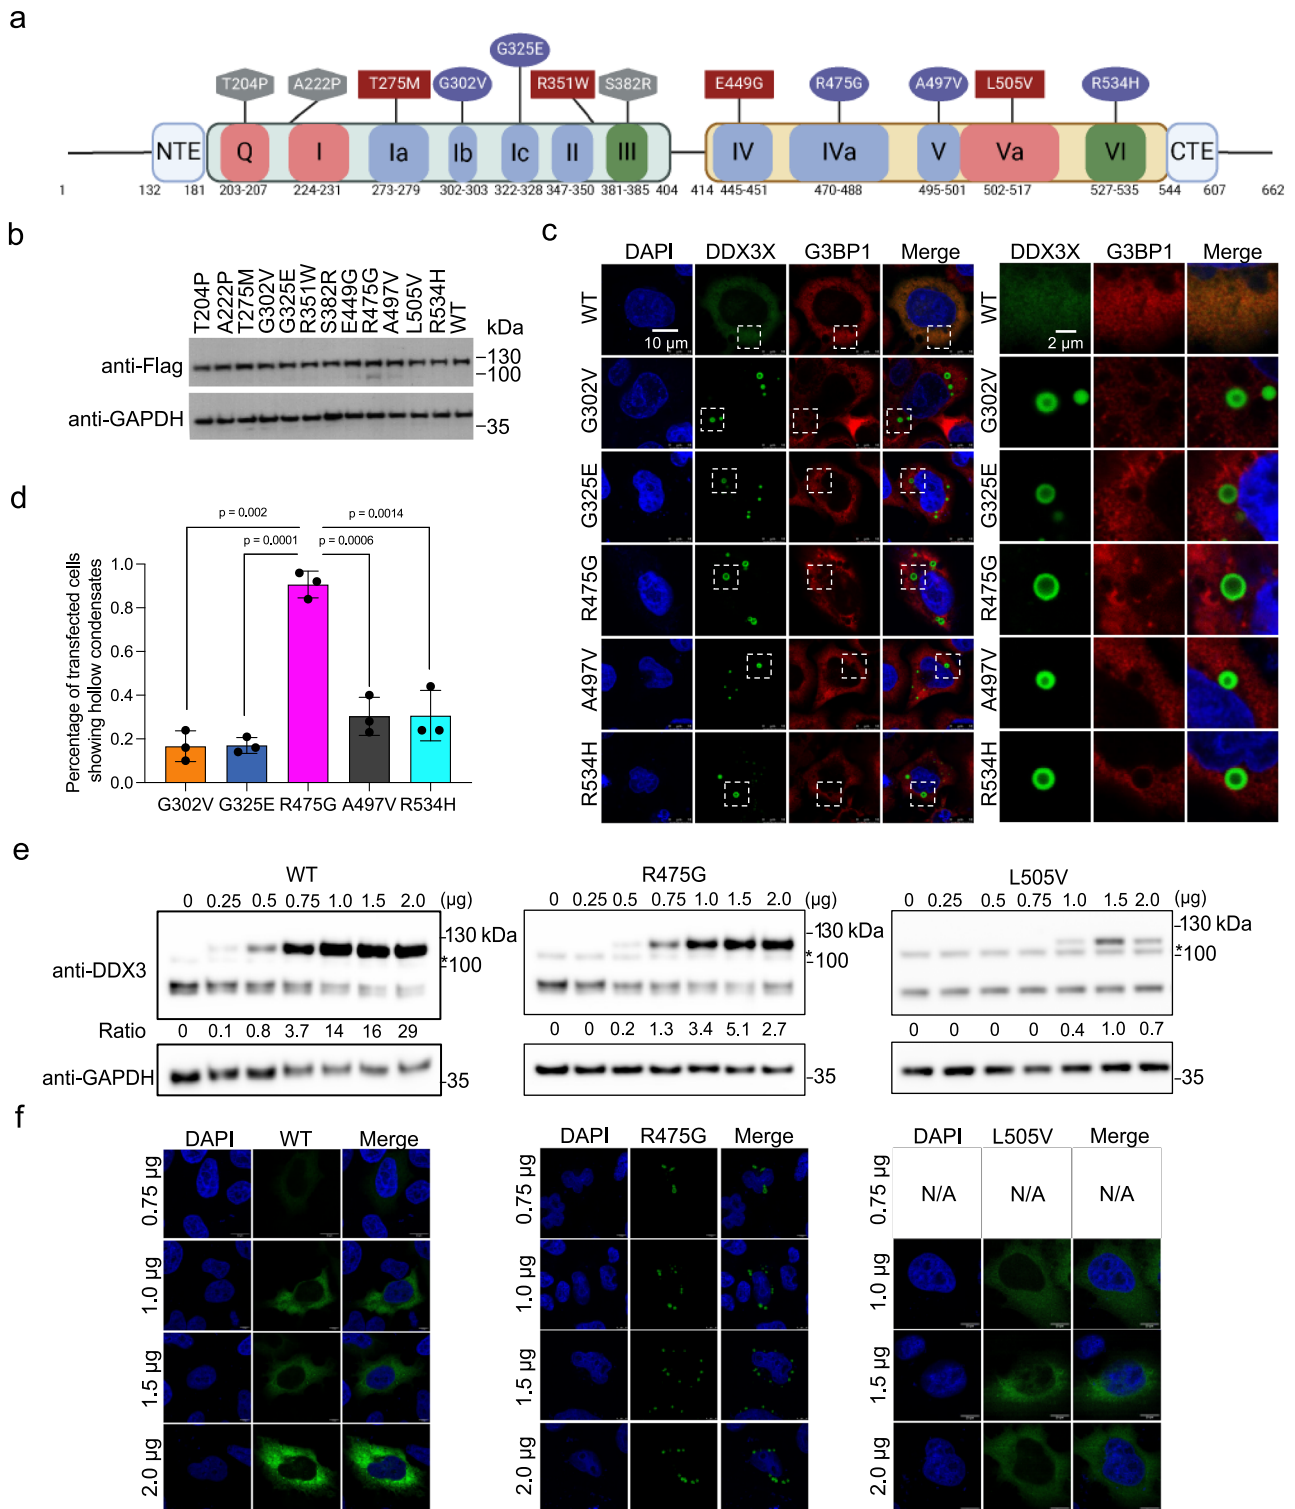 a
G325E
T204P A222P T275M G302V R351W S382R E449G R475G A497V L505V R534H
NTE Q I Ia Ib Ic II III IV IVa V Va VI CTE
1 132 181 203-207 224-231 273-279 302-303 322-328 347-350 381-385 404 414 445-451 470-488 495-501 502-517 527-535 544 607 662
b
T204P A222P T275M G302V G325E R351W S382R E449G R475G A497V L505V R534H WT
kDa
anti-Flag
-130
-100
anti-GAPDH
-35
c
DAPI DDX3X G3BP1 Merge DDX3X G3BP1 Merge
WT 10 µm WT 2 µm
G302V G302V
G325E G325E
R475G R475G
A497V A497V
R534H R534H
d
Percentage of transfected cells
showing hollow condensates
p = 0.002 p = 0.0014
p = 0.0001 p = 0.0006
1.0
0.8
0.6
0.4
0.2
0.0
G302V G325E R475G A497V R534H
e
WT
0 0.25 0.5 0.75 1.0 1.5 2.0 (µg)
anti-DDX3
-130 kDa
*
-100
Ratio 0 0.1 0.8 3.7 14 16 29
anti-GAPDH
-35
R475G
0 0.25 0.5 0.75 1.0 1.5 2.0 (µg)
-130 kDa
*
-100
0 0 0.2 1.3 3.4 5.1 2.7
-35
L505V
0 0.25 0.5 0.75 1.0 1.5 2.0 (µg)
-130 kDa
*
-100
0 0 0 0 0.4 1.0 0.7
-35
f
DAPI WT Merge
0.75 µg
1.0 µg
1.5 µg
2.0 µg
DAPI R475G Merge
0.75 µg
1.0 µg
1.5 µg
2.0 µg
DAPI L505V Merge
0.75 µg N/A N/A N/A
1.0 µg
1.5 µg
2.0 µg